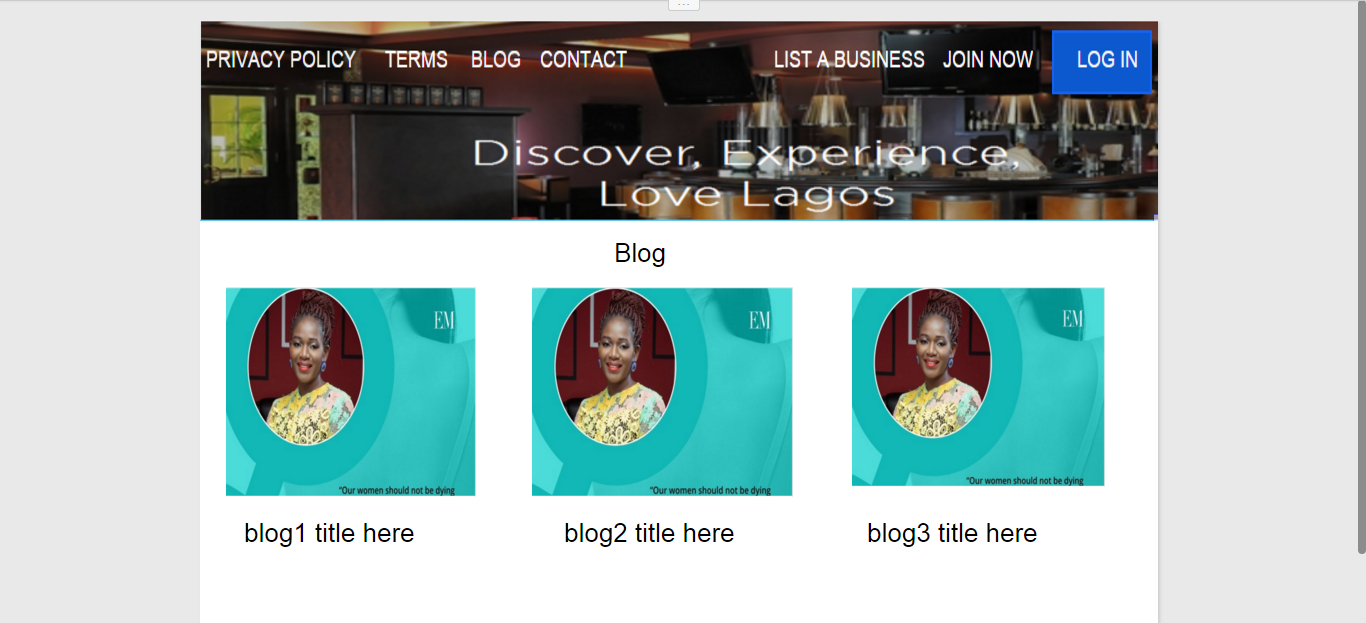 PRIVACY POLICY TERMS BLOG CONTACT LIST A BUSINESS JOIN NOW LOG IN
Discover, Experience,
Love Lagos
Blog
EM EM EM
"Our women should not be dying "Our women should not be dying "Our women should not be dying
blog1 title here blog2 title here blog3 title here